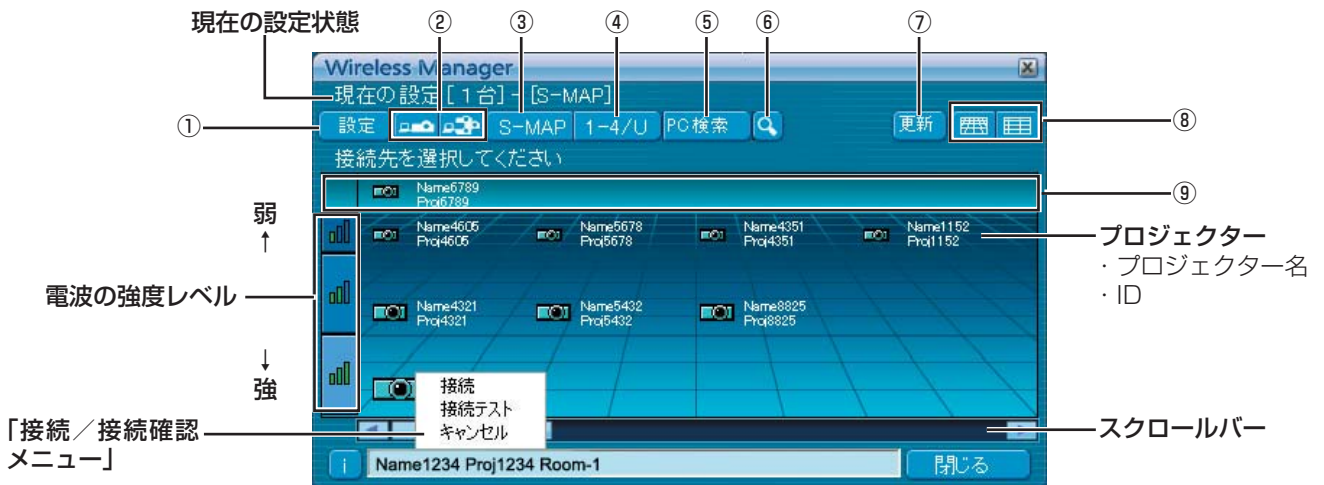 現在の設定状態
②
③
④
⑤
⑥
⑦
Wireless Manager
現在の設定[1台]-[S-MAP]
①
設定
S-MAP
1-4/U
PC検索
更新
⑧
接続先を選択してください
Name6789
Proj6789
⑨
弱
↑
電波の強度レベル
↓
強
Name4605
Proj4605
Name5678
Proj5678
Name4351
Proj4351
Name1152
Proj1152
プロジェクター
・プロジェクター名
・ID
Name4321
Proj4321
Name5432
Proj5432
Name8825
Proj8825
接続
接続テスト
キャンセル
「接続／接続確認
メニュー」
スクロールバー
i
Name1234 Proj1234 Room-1
閉じる